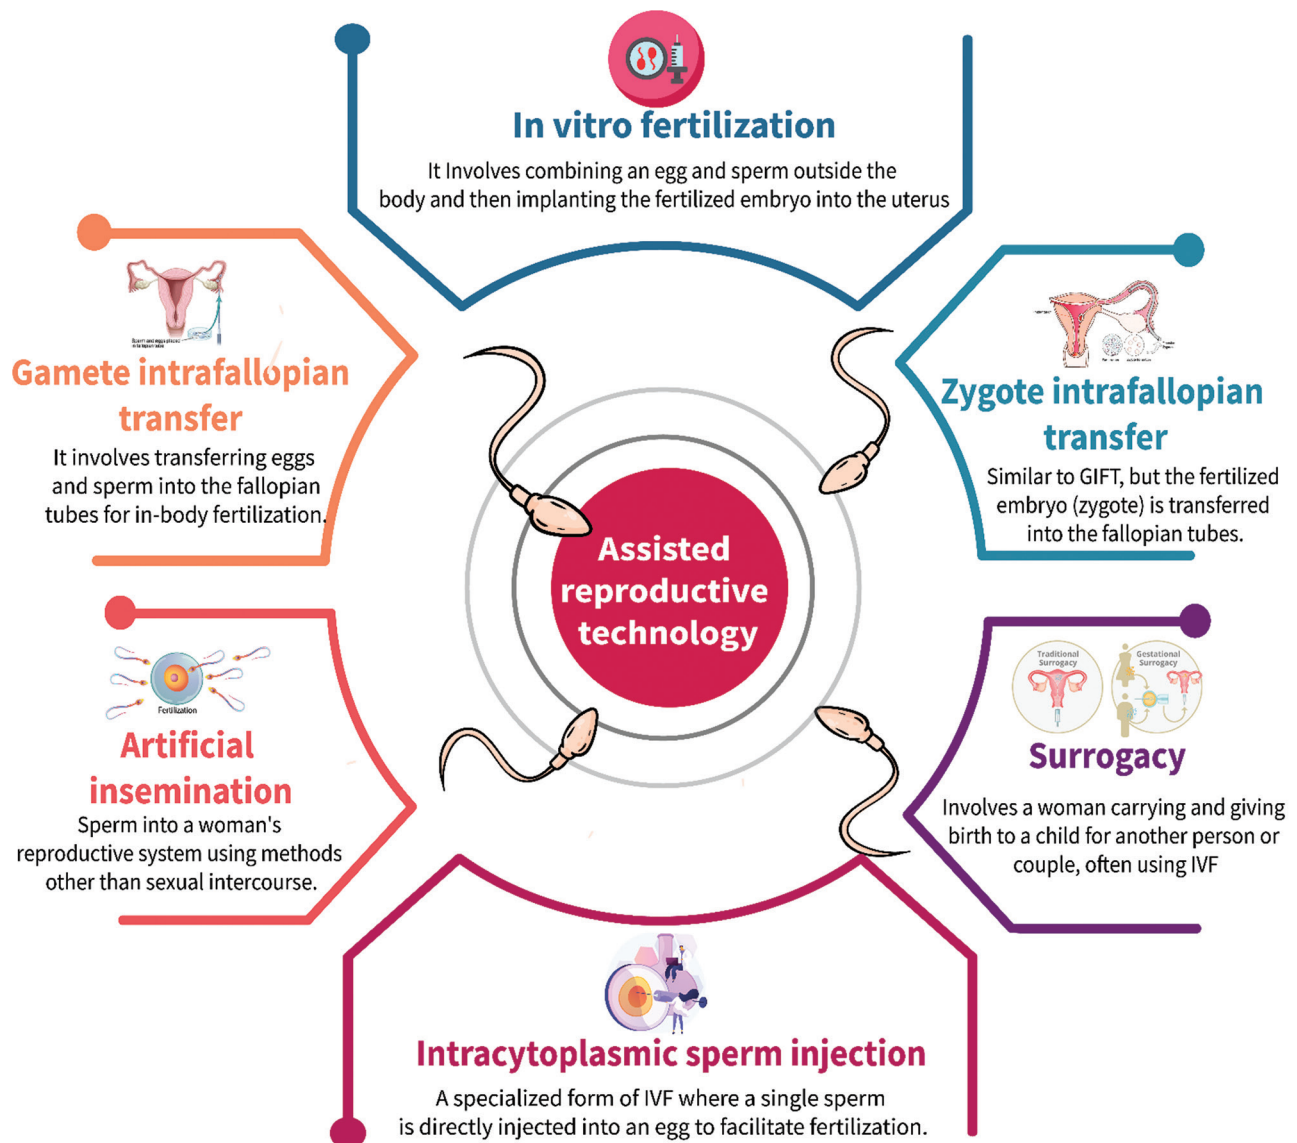 In vitro fertilization
It Involves combining an egg and sperm outside the
body and then implanting the fertilized embryo into the uterus
Sperm and eggs placed
Gamete intrafallopian
transfer
It involves transferring eggs
and sperm into the fallopian
tubes for in-body fertilization.
Zygote intrafallopian
transfer
Similar to GIFT, but the fertilized
embryo (zygote) is transferred
into the fallopian tubes.
Assisted
reproductive
technology
Fertilization
Artificial
insemination
Sperm into a woman's
reproductive system using methods
other than sexual intercourse.
Traditional
Surrogacy
Gestational
Surrogacy
Surrogacy
Involves a woman carrying and giving
birth to a child for another person or
couple, often using IVF
Intracytoplasmic sperm injection
A specialized form of IVF where a single sperm
is directly injected into an egg to facilitate fertilization.